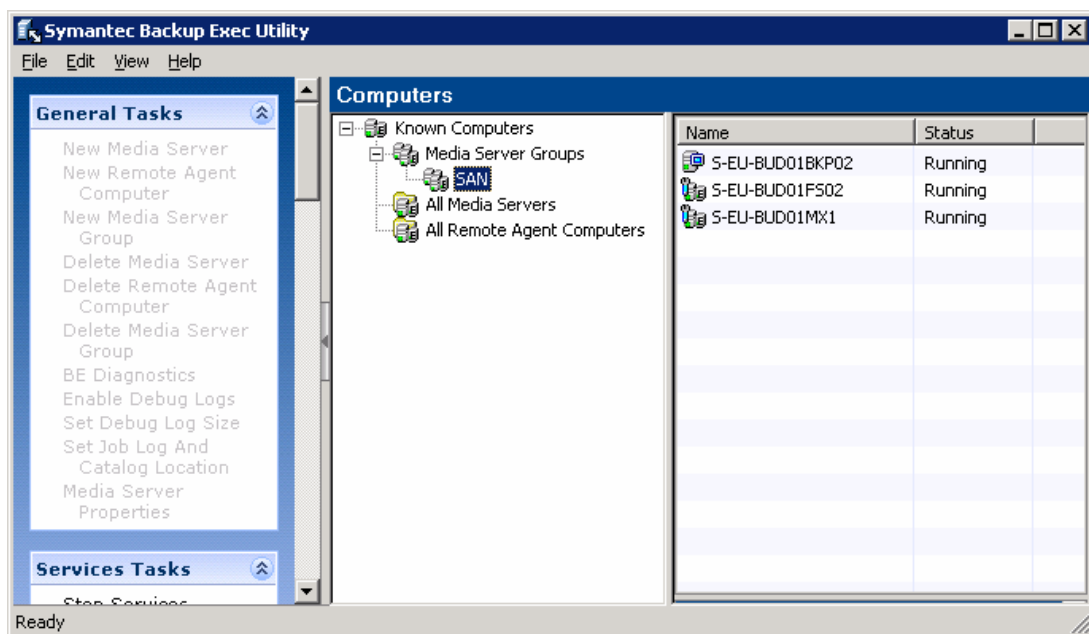 Symantec Backup Exec Utility
File Edit View Help
General Tasks
New Media Server
New Remote Agent
Computer
New Media Server
Group
Delete Media Server
Delete Remote Agent
Computer
Delete Media Server
Group
BE Diagnostics
Enable Debug Logs
Set Debug Log Size
Set Job Log And
Catalog Location
Media Server
Properties
Services Tasks
Stop Services
Computers
Known Computers
Media Server Groups
SAN
All Media Servers
All Remote Agent Computers
Name Status
S-EU-BUD01BKP02 Running
S-EU-BUD01FS02 Running
S-EU-BUD01MX1 Running
Ready